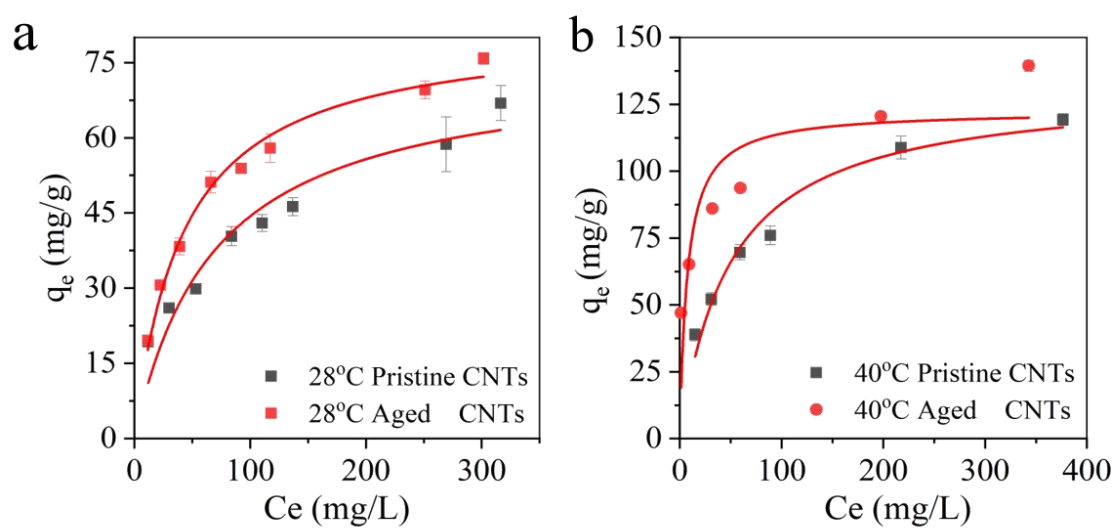 a
75
60
45
30
15
0
qe (mg/g)
28°C Pristine CNTs
28°C Aged CNTs
0 100 200 300
Ce (mg/L)
b
150
125
100
75
50
25
0
qe (mg/g)
40°C Pristine CNTs
40°C Aged CNTs
0 100 200 300 400
Ce (mg/L)